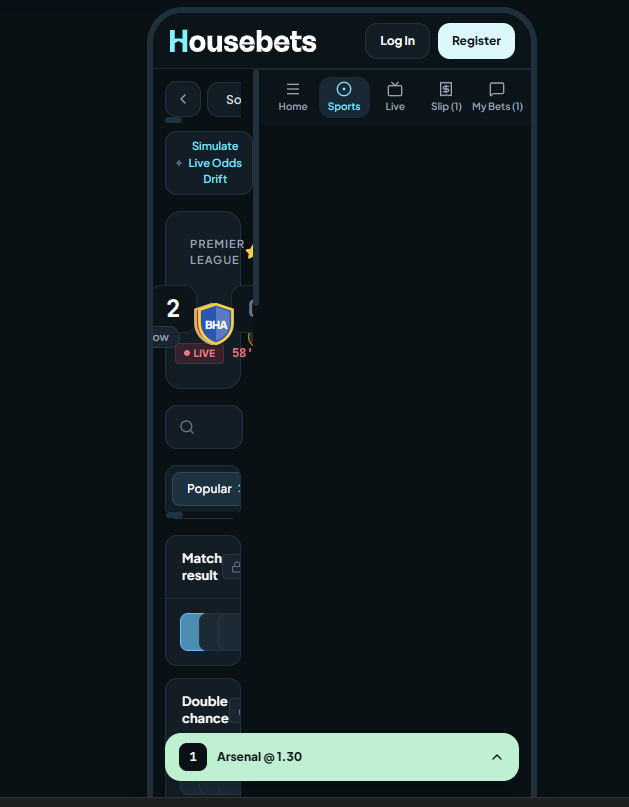 Housebets
Log In
Register
Home
Sports
Live
Slip (1)
My Bets (1)
Simulate
Live Odds
Drift
PREMIER
LEAGUE
2
BHA
LIVE
58'
Popular
Match
result
Double
chance
1
Arsenal @ 1.30